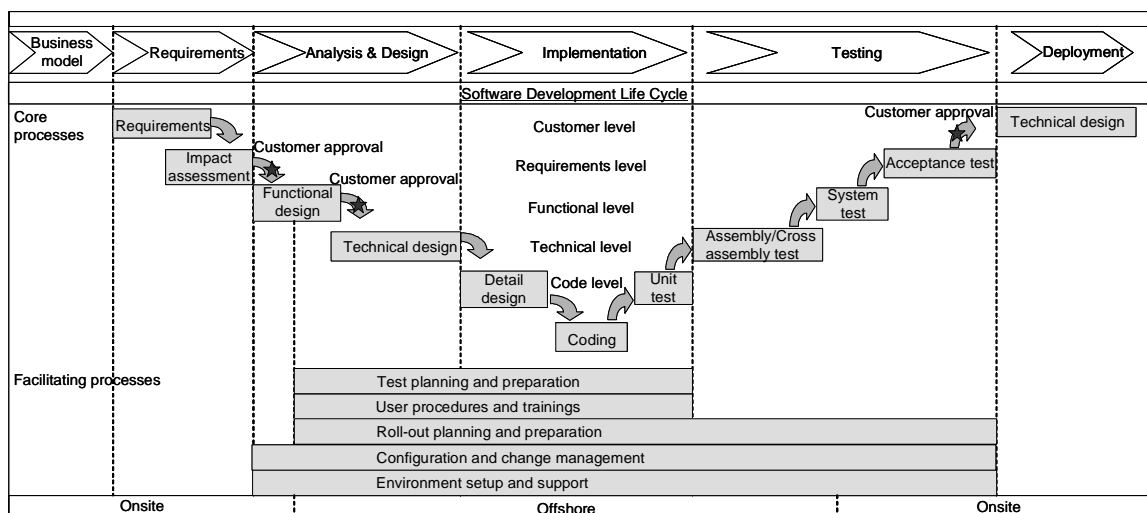 Business
model
Requirements
Analysis & Design
Implementation
Testing
Deployment
Software Development Life Cycle
Core
processes
Requirements
Customer level
Customer approval
Technical design
Impact
assessment
Customer approval
Requirements level
Acceptance test
Functional
design
Customer approval
Functional level
System
test
Technical design
Technical level
Assembly/Cross
assembly test
Detail
design
Code level
Unit
test
Coding
Facilitating processes
Test planning and preparation
User procedures and trainings
Roll-out planning and preparation
Configuration and change management
Environment setup and support
Onsite
Offshore
Onsite